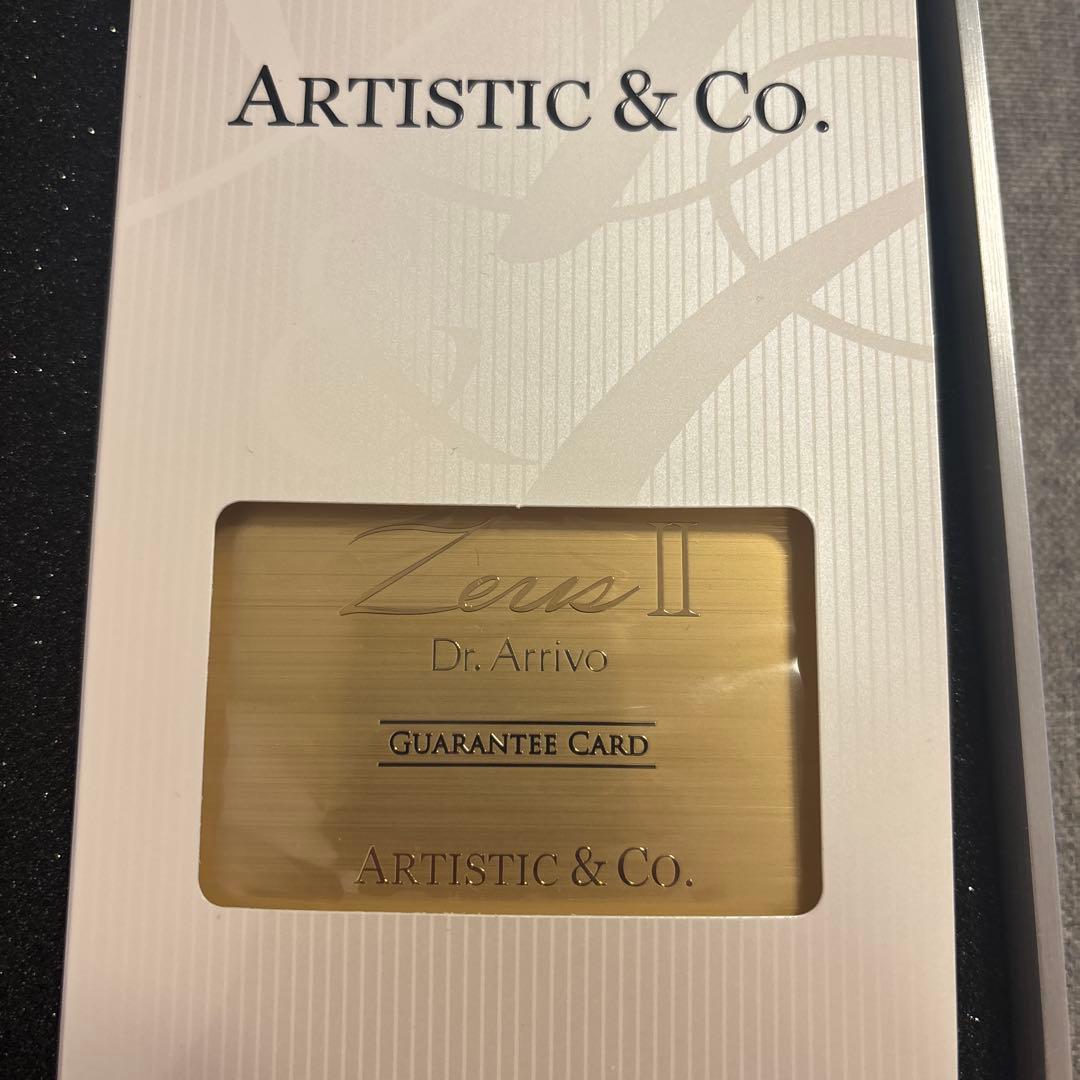 ARTISTIC & CO.
Zeus II
Dr. Arrivo
GUARANTEE CARD
ARTISTIC & CO.